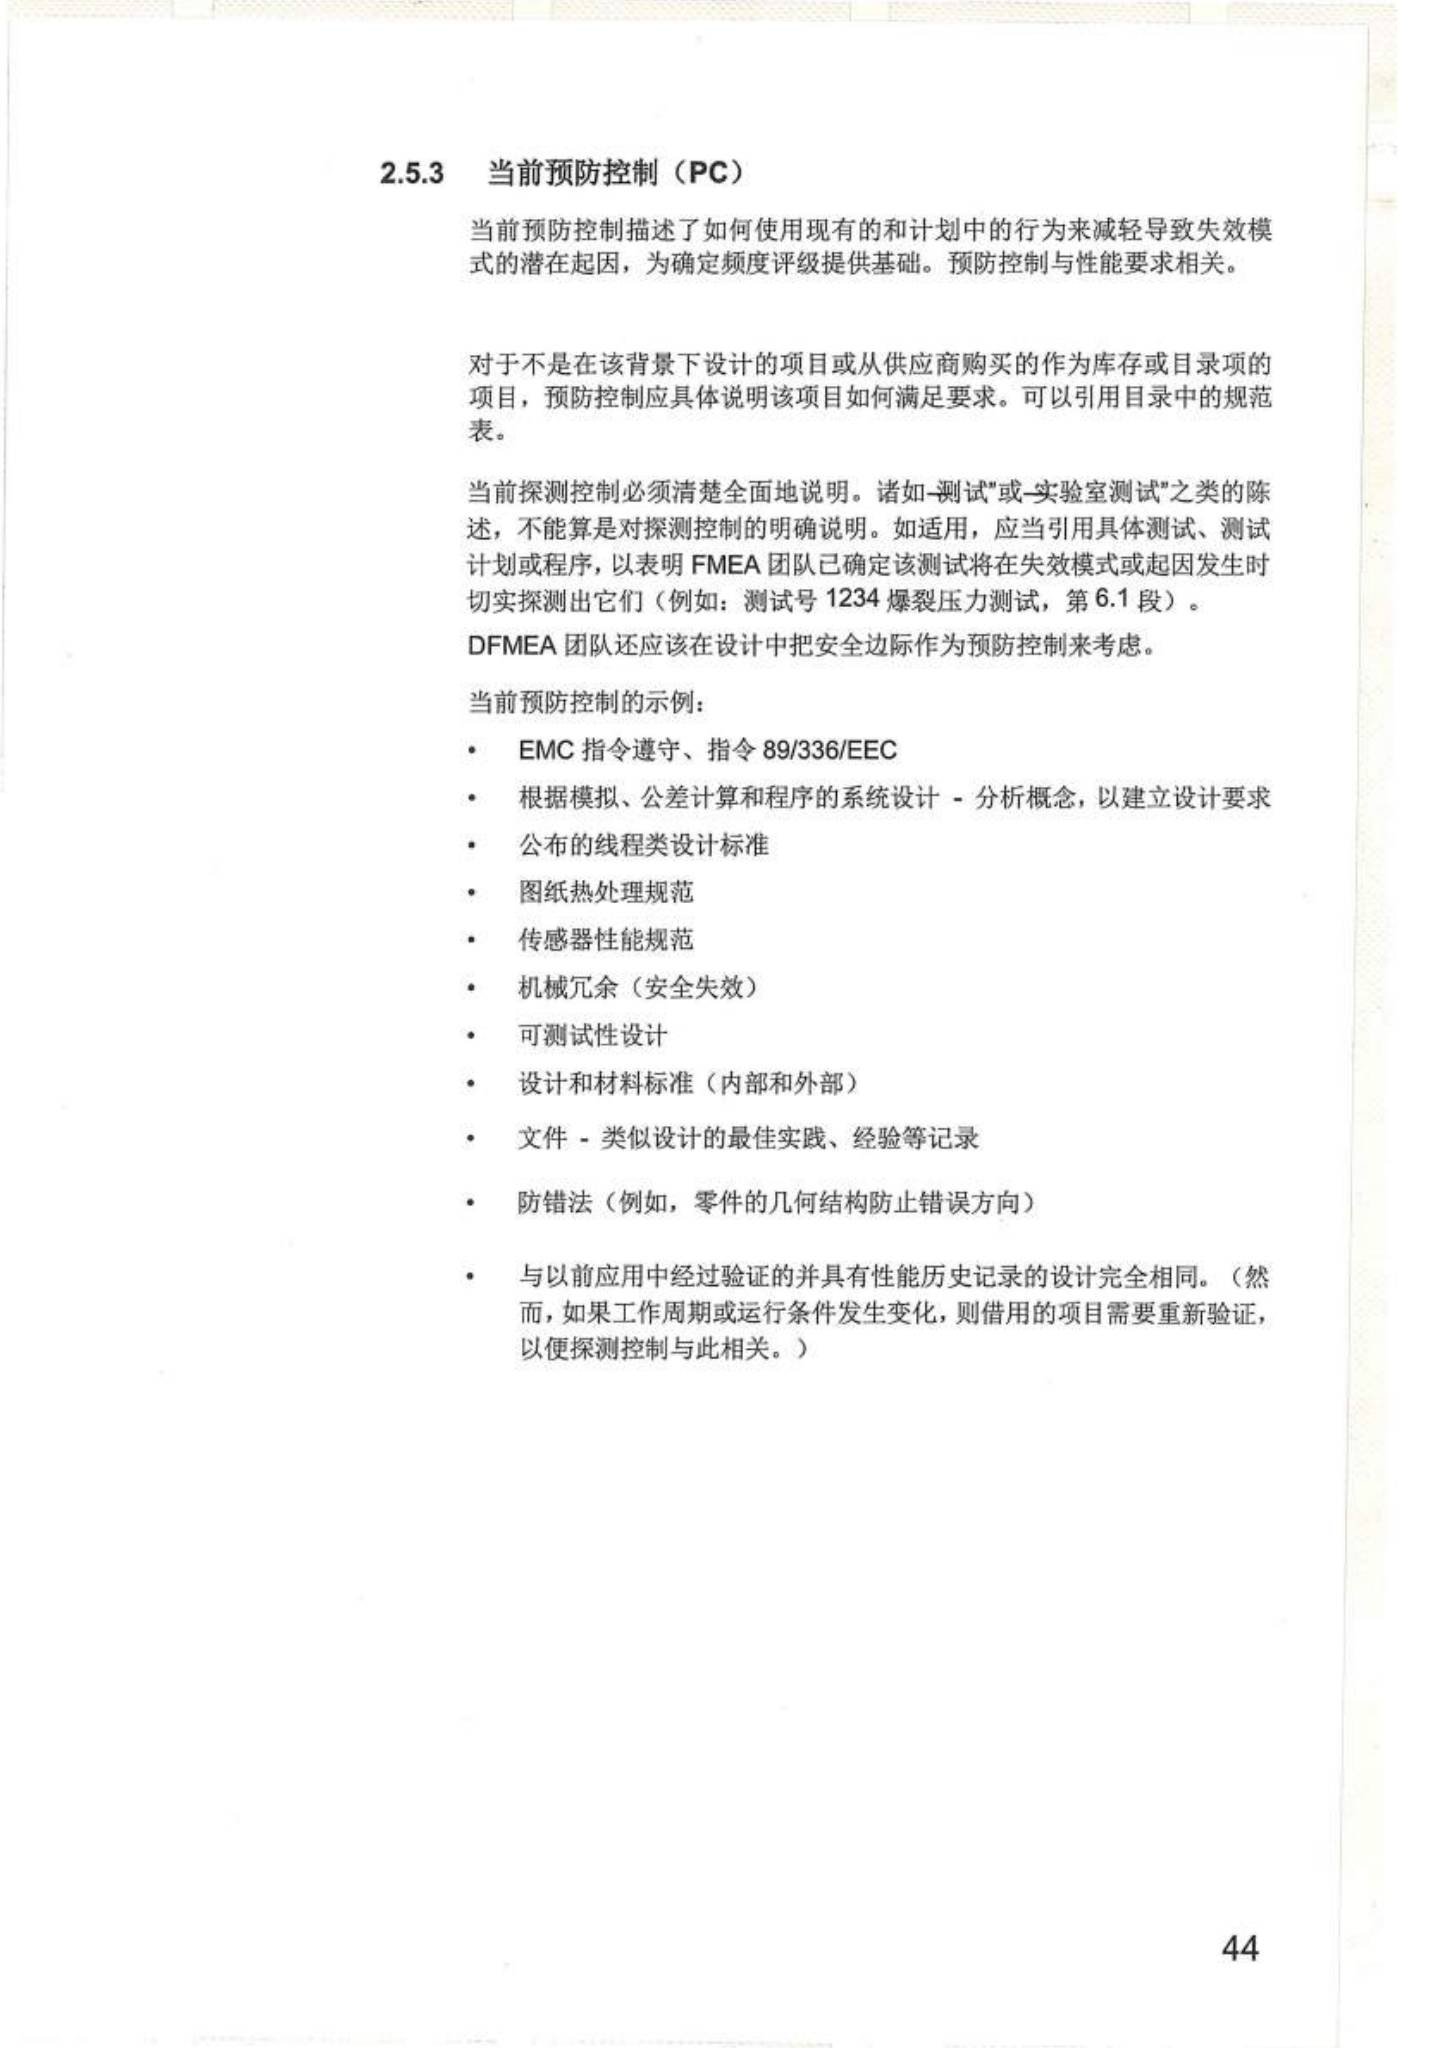 2.5.3 当前预防控制（PC）
当前预防控制描述了如何使用现有的和计划中的行为来减轻导致失效模
式的潜在起因，为确定频度评级提供基础。预防控制与性能要求相关。
对于不是在该背景下设计的项目或从供应商购买的作为库存或目录项的
项目，预防控制应具体说明该项目如何满足要求。可以引用目录中的规范
表。
当前探测控制必须清楚全面地说明。诸如―测试”或―实验室测试”之类的陈
述，不能算是对探测控制的明确说明。如适用，应当引用具体测试、测试
计划或程序，以表明 FMEA 团队已确定该测试将在失效模式或起因发生时
切实探测出它们（例如：测试号 1234 爆裂压力测试，第 6.1 段）。
DFMEA 团队还应该在设计中把安全边际作为预防控制来考虑。
当前预防控制的示例：
• EMC 指令遵守、指令 89/336/EEC
• 根据模拟、公差计算和程序的系统设计 - 分析概念，以建立设计要求
• 公布的线程类设计标准
• 图纸热处理规范
• 传感器性能规范
• 机械冗余（安全失效）
• 可测试性设计
• 设计和材料标准（内部和外部）
• 文件 - 类似设计的最佳实践、经验等记录
• 防错法（例如，零件的几何结构防止错误方向）
• 与以前应用中经过验证的并具有性能历史记录的设计完全相同。（然
而，如果工作周期或运行条件发生变化，则借用的项目需要重新验证，
以便探测控制与此相关。）
44